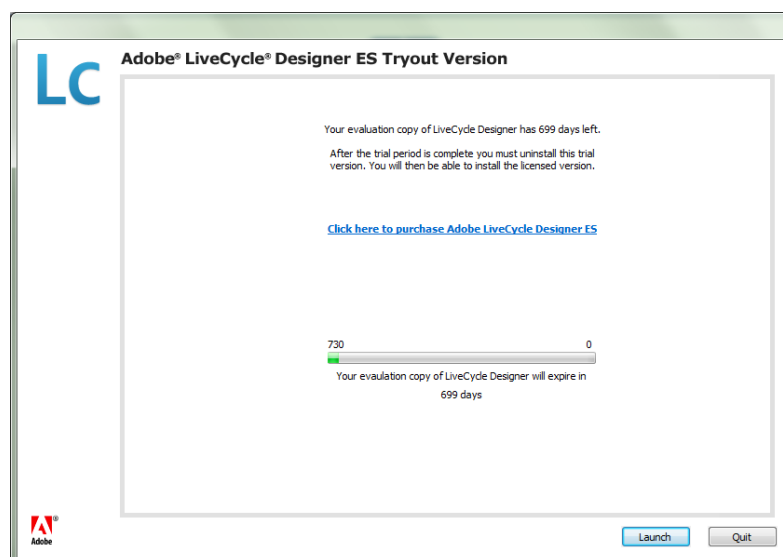 Lc
Adobe® LiveCycle® Designer ES Tryout Version
Your evaluation copy of LiveCycle Designer has 699 days left.
After the trial period is complete you must uninstall this trial
version. You will then be able to install the licensed version.
Click here to purchase Adobe LiveCycle Designer ES
730 0
Your evaulation copy of LiveCycle Designer will expire in
699 days
®
Adobe
Launch Quit